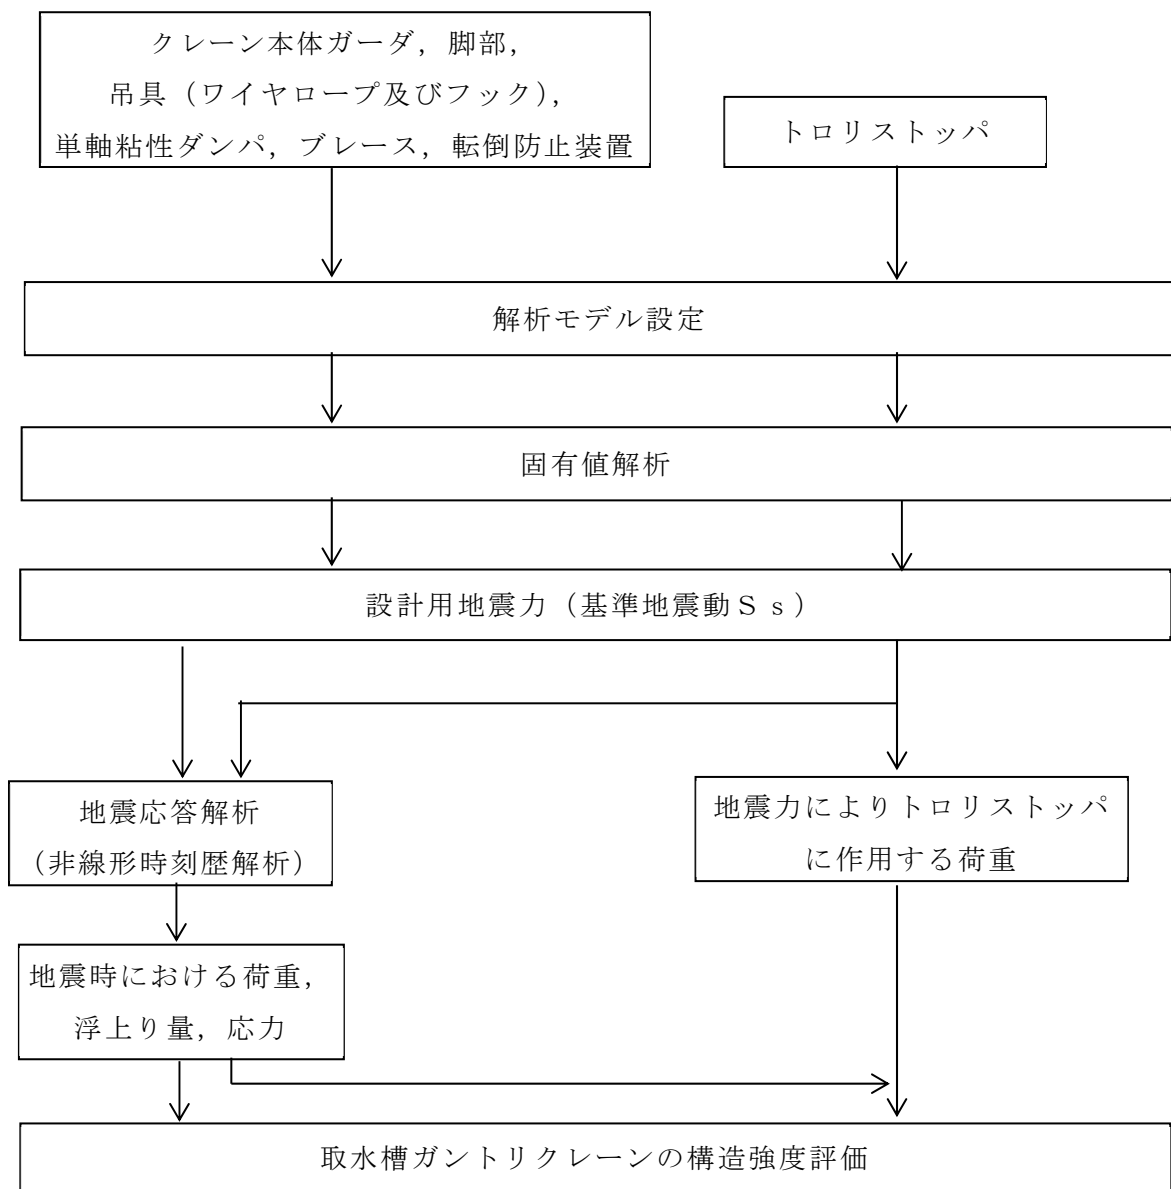 クレーン本体ガーダ，脚部，
吊具（ワイヤロープ及びフック），
単軸粘性ダンパ，ブレース，転倒防止装置
トロリストッパ
解析モデル設定
固有値解析
設計用地震力（基準地震動Ｓｓ）
地震応答解析
（非線形時刻歴解析）
地震力によりトロリストッパ
に作用する荷重
地震時における荷重，
浮上り量，応力
取水槽ガントリクレーンの構造強度評価